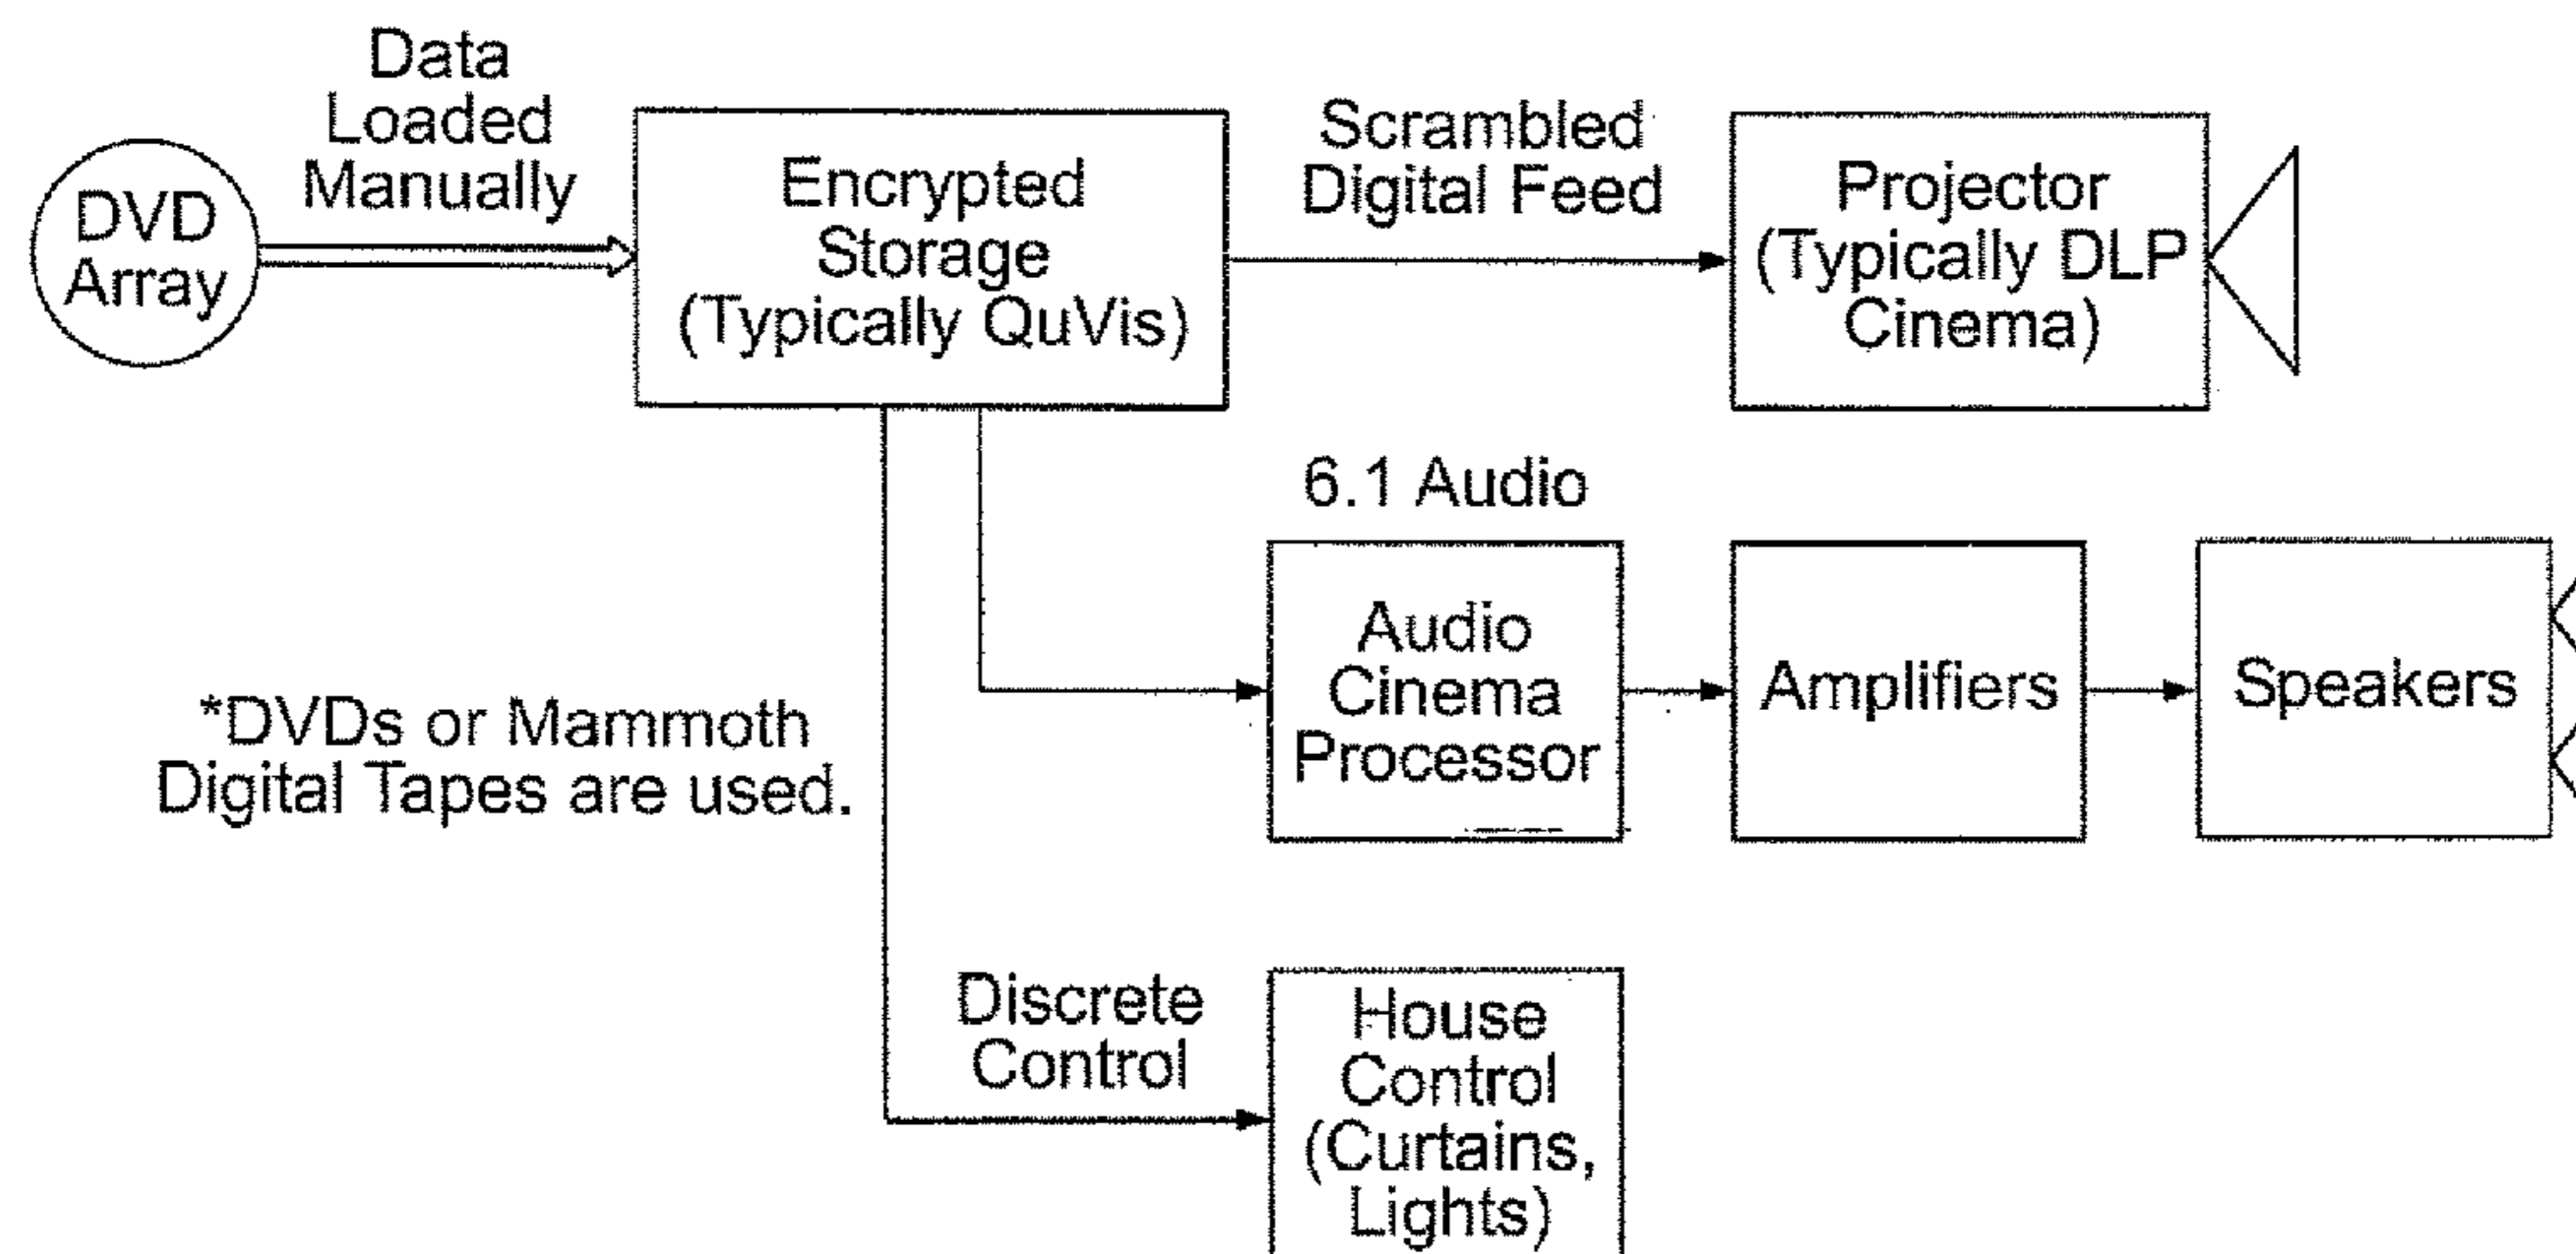 Data
Loaded
Manually
DVD
Array
Encrypted
Storage
(Typically QuVis)
Scrambled
Digital Feed
Projector
(Typically DLP
Cinema)
6.1 Audio
Audio
Cinema
Processor
Amplifiers
Speakers
*DVDs or Mammoth
Digital Tapes are used.
Discrete
Control
House
Control
(Curtains,
Lights)